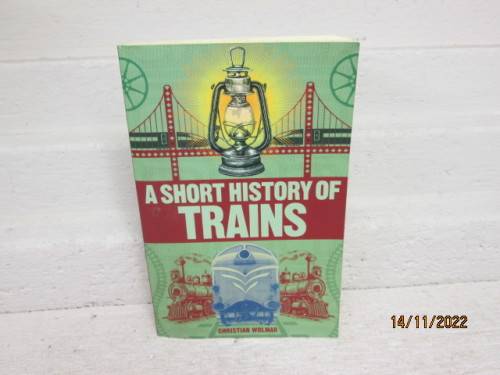 A SHORT HISTORY OF
TRAINS
CHRISTIAN WOLMAR
14/11/2022